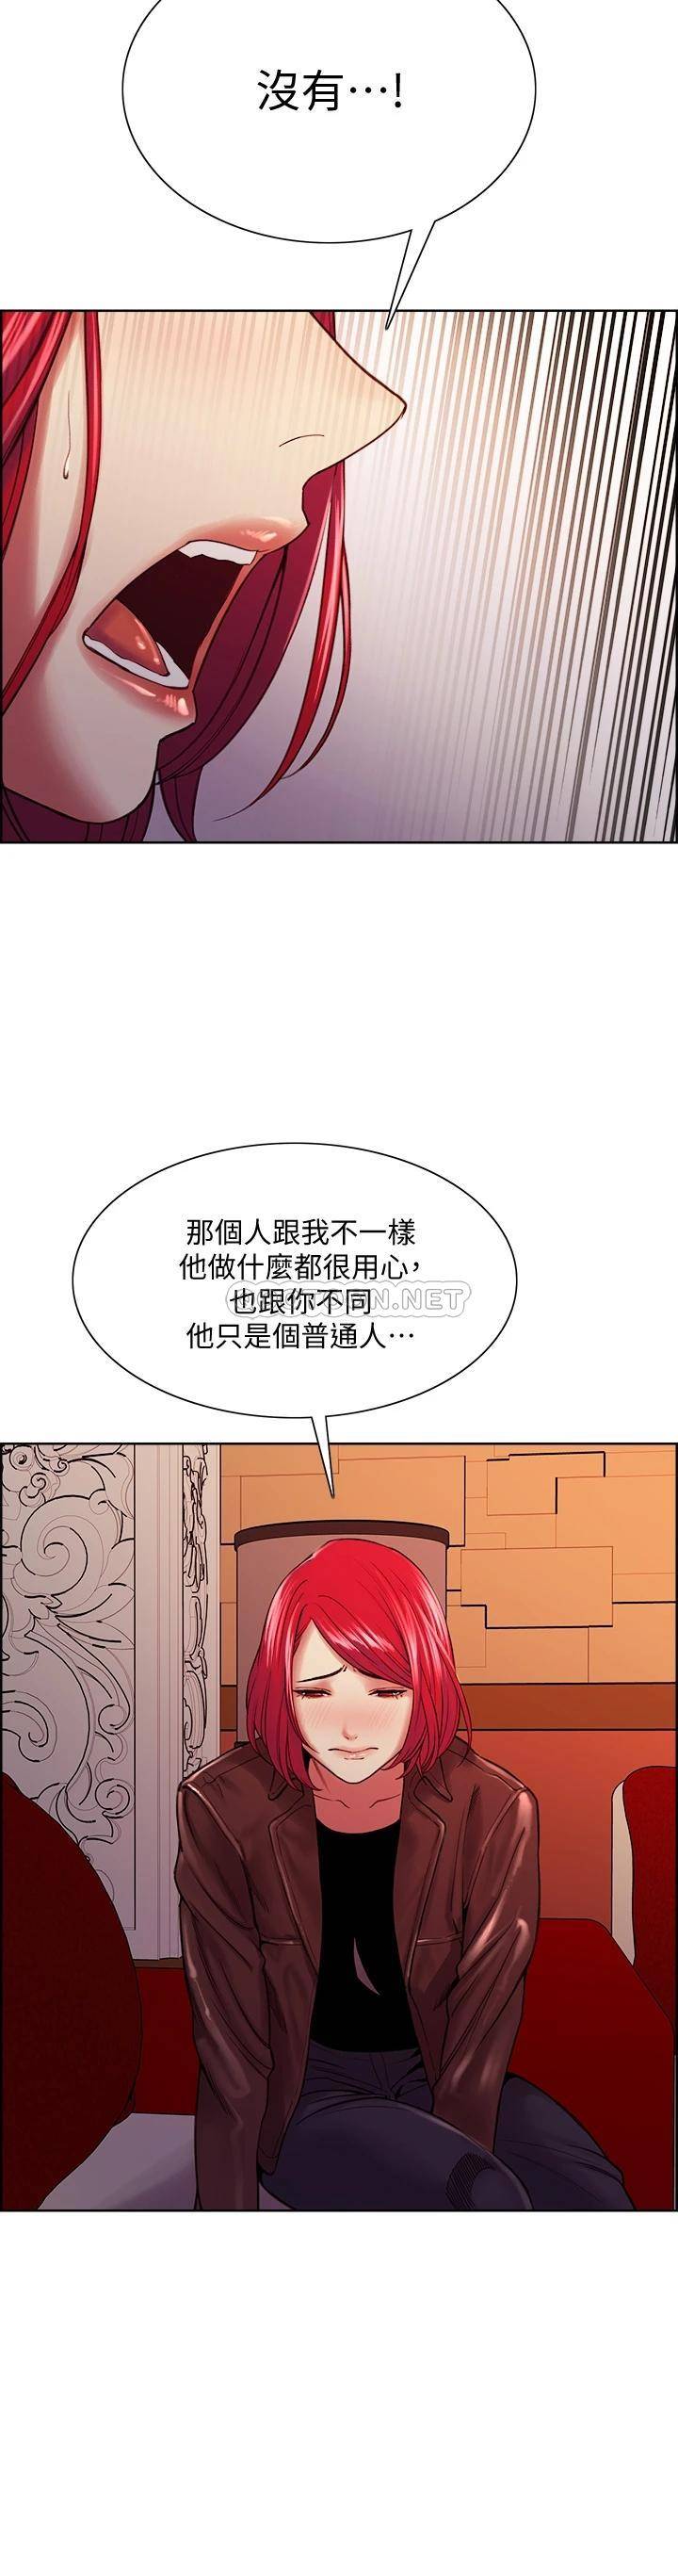 沒有…!
那個人跟我不一樣
他做什麼都很用心，
也跟你不同
他只是個普通人…